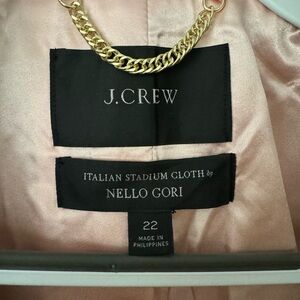 J.CREW
ITALIAN STADIUM CLOTH by
NELLO GORI
22
MADE IN
PHILIPPINES